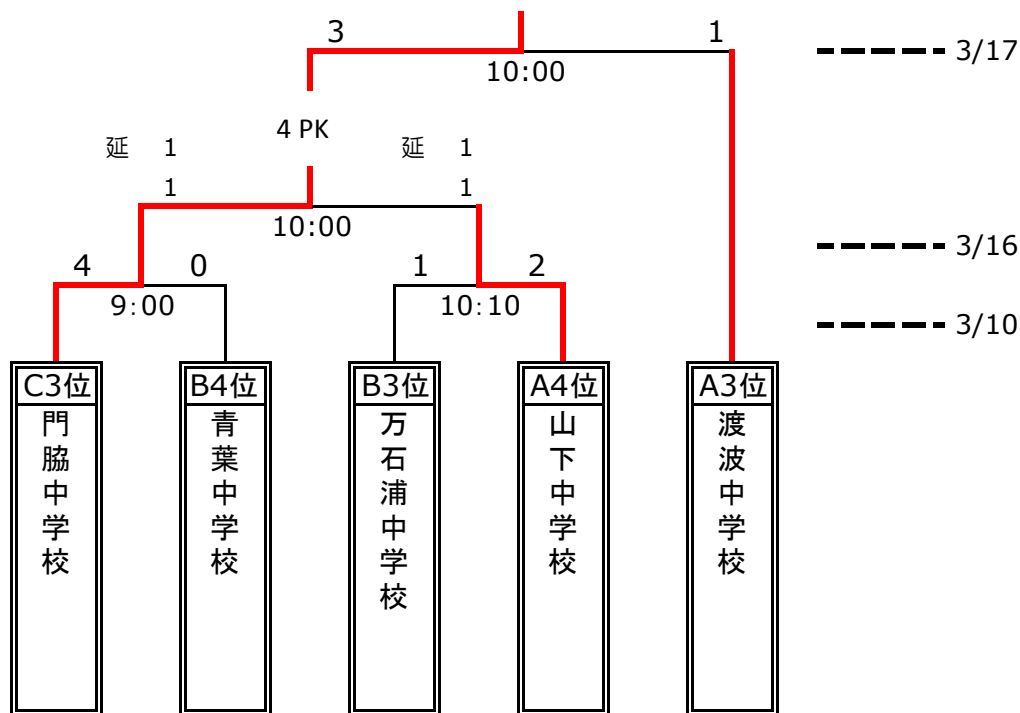 3 1
10:00
3/17
4 PK
延 1 延 1
1 1
10:00
3/16
4 0 1 2
9:00 10:10
3/10
C3位 B4位 B3位 A4位 A3位
門脇中学校
青葉中学校
万石浦中学校
山下中学校
渡波中学校